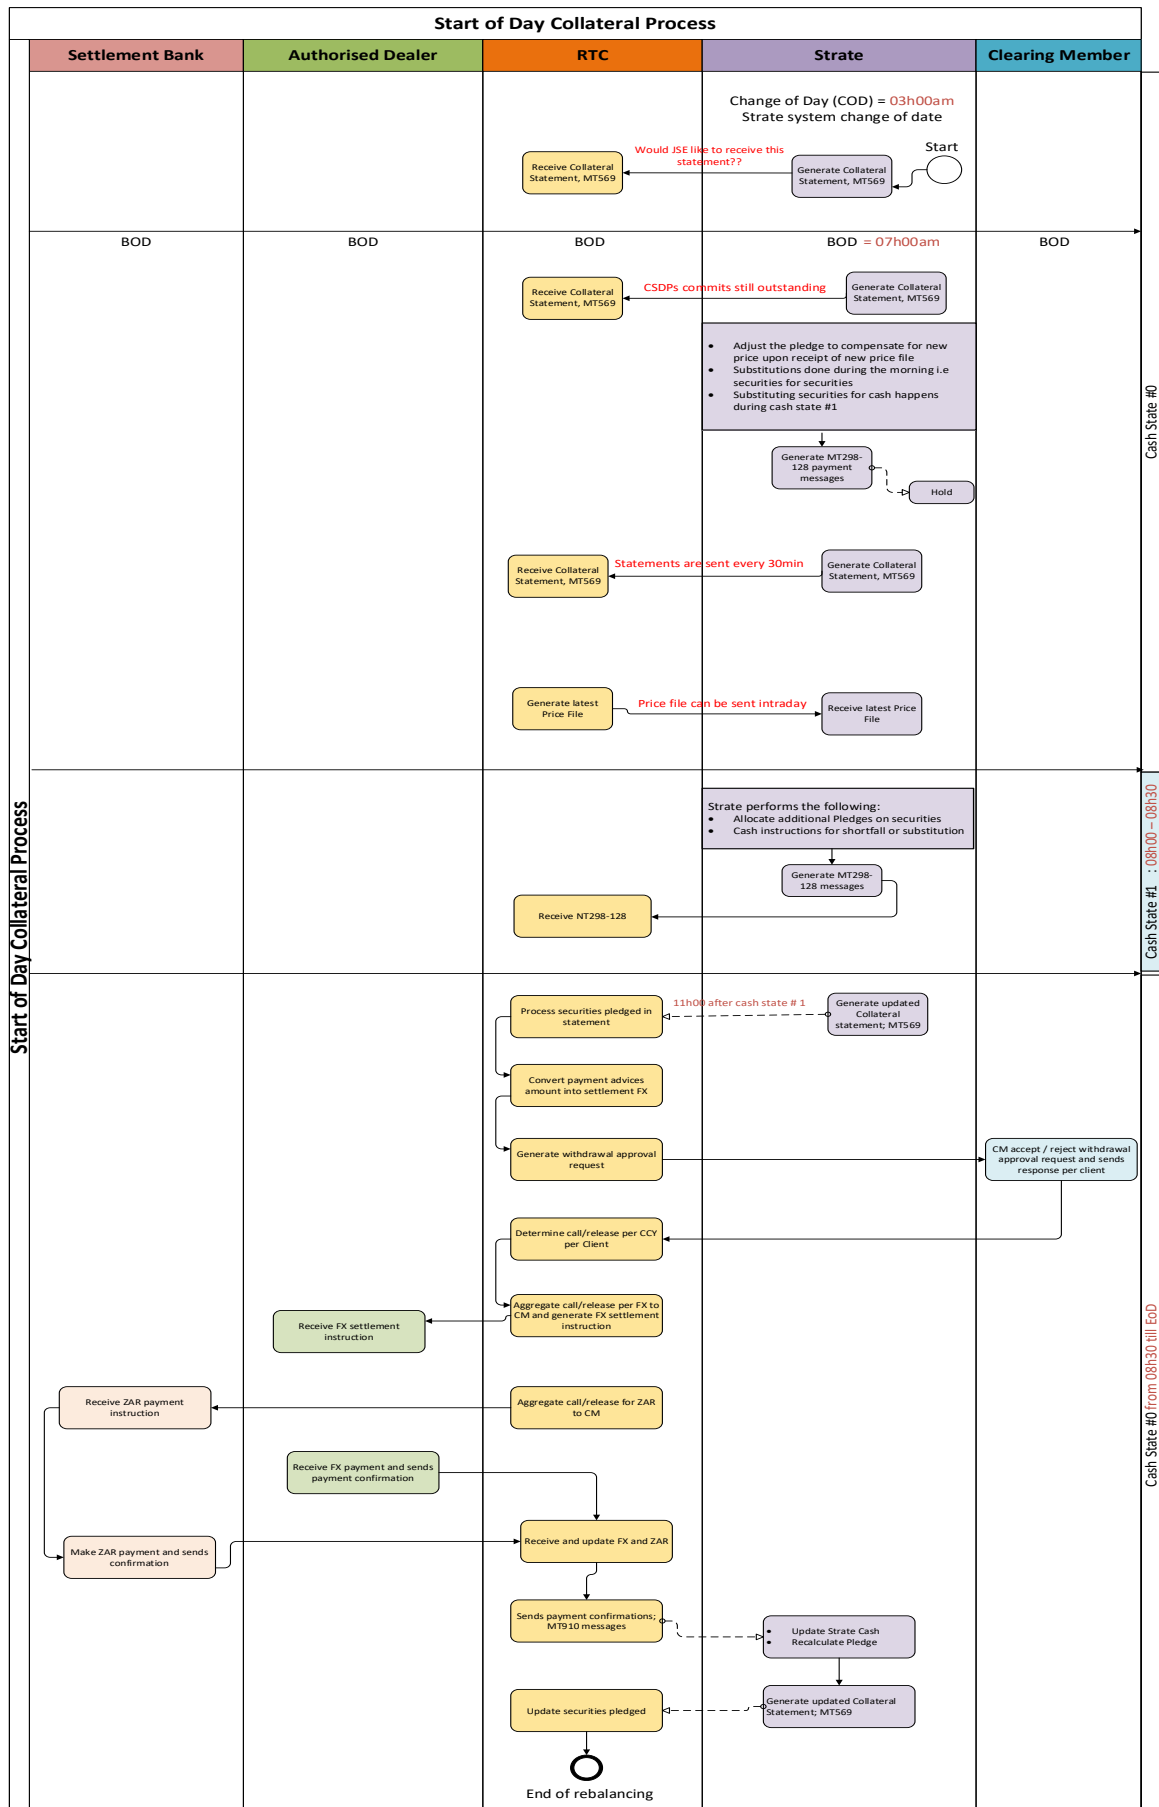 Start of Day Collateral Process
Settlement Bank
Authorised Dealer
RTC
Strate
Clearing Member
Start of Day Collateral Process
Change of Day (COD) = 03h00am
Strate system change of date
Start
Would JSE like to receive this
statement??
Receive Collateral
Statement, MT569
Generate Collateral
Statement, MT569
BOD
BOD
BOD
BOD = 07h00am
BOD
Receive Collateral
Statement, MT569
CSDPs commits still outstanding
Generate Collateral
Statement, MT569
• Adjust the pledge to compensate for new
price upon receipt of new price file
• Substitutions done during the morning i.e
securities for securities
• Substituting securities for cash happens
during cash state #1
Cash State #0
Generate MT298-
128 payment
messages
Hold
Receive Collateral
Statement, MT569
Statements are sent every 30min
Generate Collateral
Statement, MT569
Generate latest
Price File
Price file can be sent intraday
Receive latest Price
File
Strate performs the following:
• Allocate additional Pledges on securities
• Cash instructions for shortfall or substitution
Cash State #1 : 08h00 – 08h30
Generate MT298-
128 messages
Receive NT298-128
Process securities pledged in
statement
11h00 after cash state # 1
Generate updated
Collateral
statement; MT569
Convert payment advices
amount into settlement FX
Generate withdrawal approval
request
CM accept / reject withdrawal
approval request and sends
response per client
Determine call/release per CCY
per Client
Aggregate call/release per FX to
CM and generate FX settlement
instruction
Receive FX settlement
instruction
Cash State #0 from 08h30 till EoD
Receive ZAR payment
instruction
Aggregate call/release for ZAR
to CM
Receive FX payment and sends
payment confirmation
Receive and update FX and ZAR
Make ZAR payment and sends
confirmation
Sends payment confirmations;
MT910 messages
• Update Strate Cash
• Recalculate Pledge
Update securities pledged
Generate updated Collateral
Statement; MT569
End of rebalancing